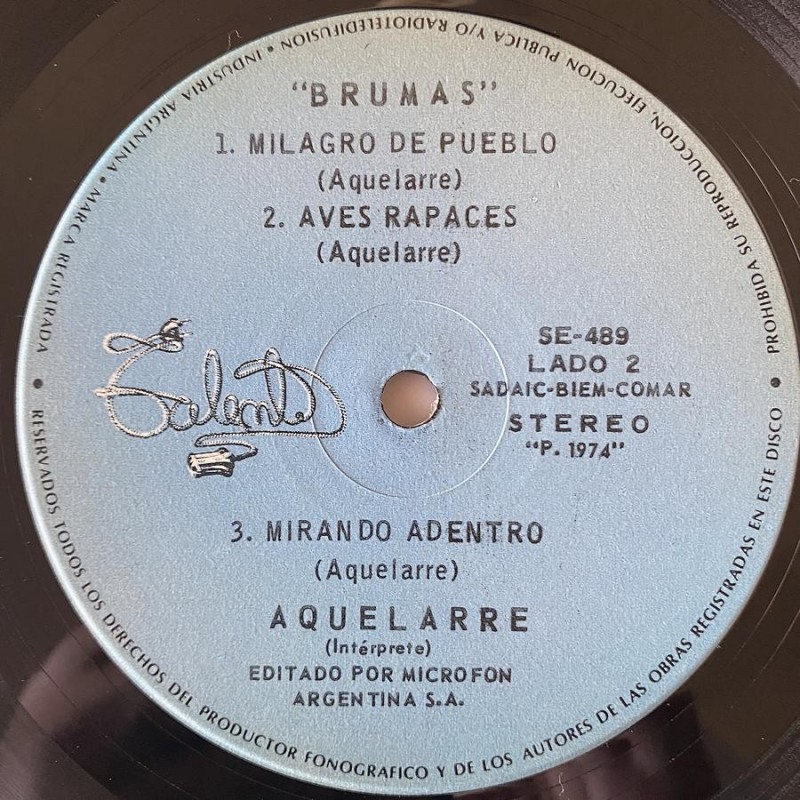 "BRUMAS"
1. MILAGRO DE PUEBLO
(Aquelarre)
2. AVES RAPACES
(Aquelarre)
Talent
SE-489
LADO 2
SADAIC-BIEM-COMAR
STEREO
"P. 1974"
3. MIRANDO ADENTRO
(Aquelarre)
AQUELARRE
(Intérprete)
EDITADO POR MICROFON
ARGENTINA S.A.
RESERVADOS TODOS LOS DERECHOS DEL PRODUCTOR FONOGRAFICO Y DE LOS AUTORES DE LAS OBRAS REGISTRADAS EN ESTE DISCO • PROHIBIDA SU REPRODUCCION, EJECUCION PUBLICA Y/O RADIOTELEDIFUSION • INDUSTRIA ARGENTINA • MARCA REGISTRADA •